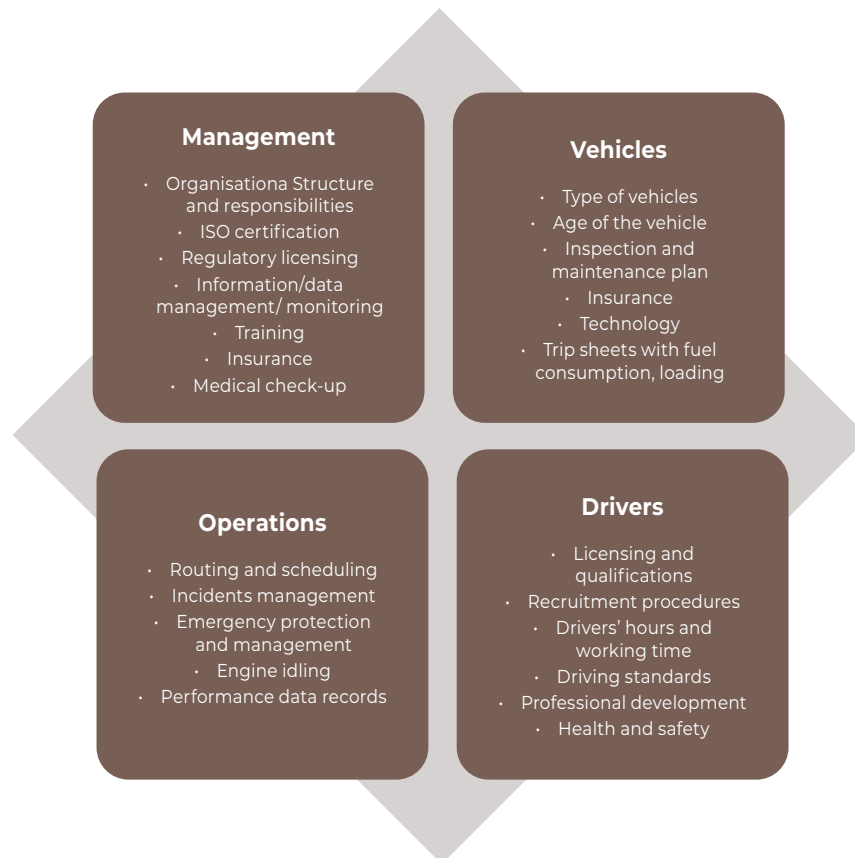 Management
• Organisationa Structure
and responsibilities
• ISO certification
• Regulatory licensing
• Information/data
management/ monitoring
• Training
• Insurance
• Medical check-up
Vehicles
• Type of vehicles
• Age of the vehicle
• Inspection and
maintenance plan
• Insurance
• Technology
• Trip sheets with fuel
consumption, loading
Operations
• Routing and scheduling
• Incidents management
• Emergency protection
and management
• Engine idling
• Performance data records
Drivers
• Licensing and
qualifications
• Recruitment procedures
• Drivers’ hours and
working time
• Driving standards
• Professional development
• Health and safety